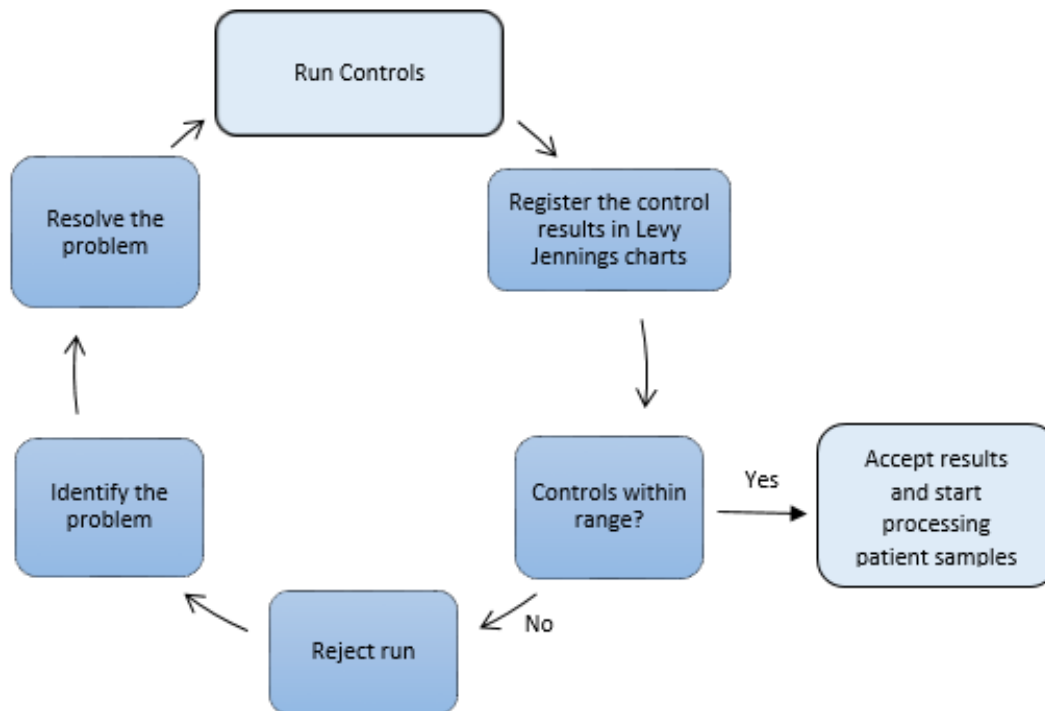 Run Controls
Register the control
results in Levy
Jennings charts
Controls within
range?
Yes
Accept results
and start
processing
patient samples
No
Reject run
Identify the
problem
Resolve the
problem